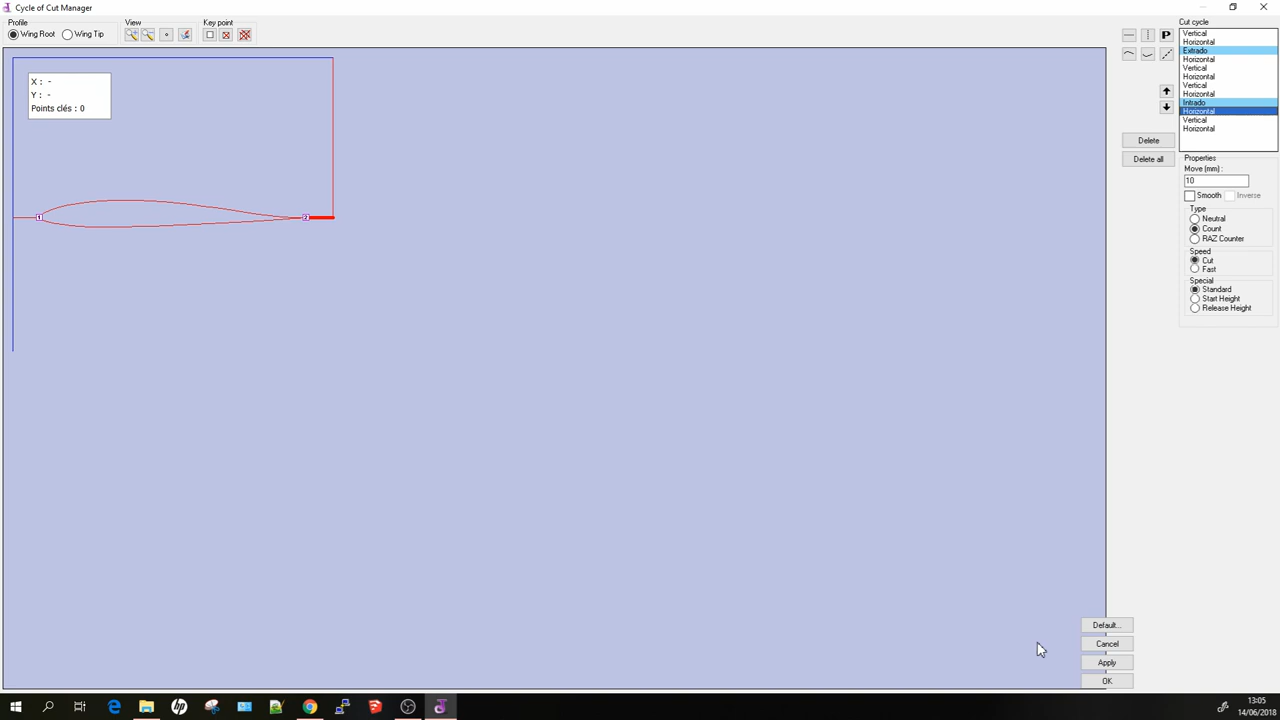 Cycle of Cut Manager
Profile
Wing Root
Wing Tip
View
Key point
X : -
Y : -
Points clés : 0
1
2
P
Delete
Delete all
Cut cycle
Vertical
Horizontal
Extrado
Horizontal
Vertical
Horizontal
Vertical
Horizontal
Intrado
Horizontal
Vertical
Horizontal
Properties
Move (mm) :
10
Smooth
Inverse
Type
Neutral
Count
RAZ Counter
Speed
Cut
Fast
Special
Standard
Start Height
Release Height
Default...
Cancel
Apply
OK
13:05
14/06/2018